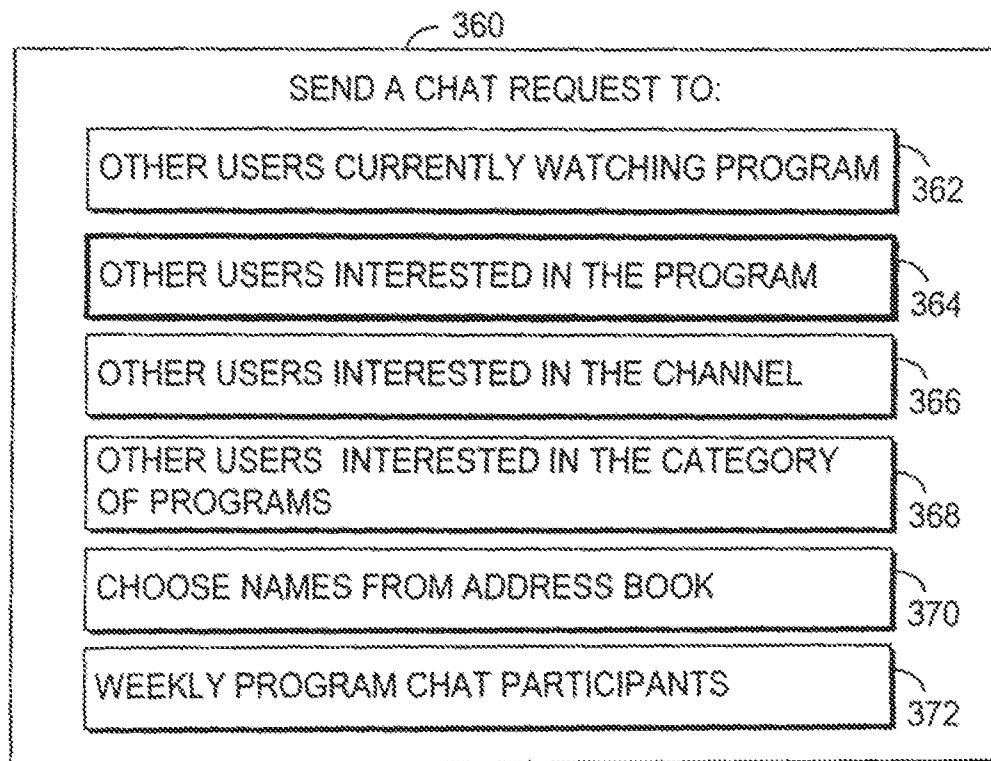 360
SEND A CHAT REQUEST TO:
OTHER USERS CURRENTLY WATCHING PROGRAM
362
OTHER USERS INTERESTED IN THE PROGRAM
364
OTHER USERS INTERESTED IN THE CHANNEL
366
OTHER USERS INTERESTED IN THE CATEGORY
OF PROGRAMS
368
CHOOSE NAMES FROM ADDRESS BOOK
370
WEEKLY PROGRAM CHAT PARTICIPANTS
372